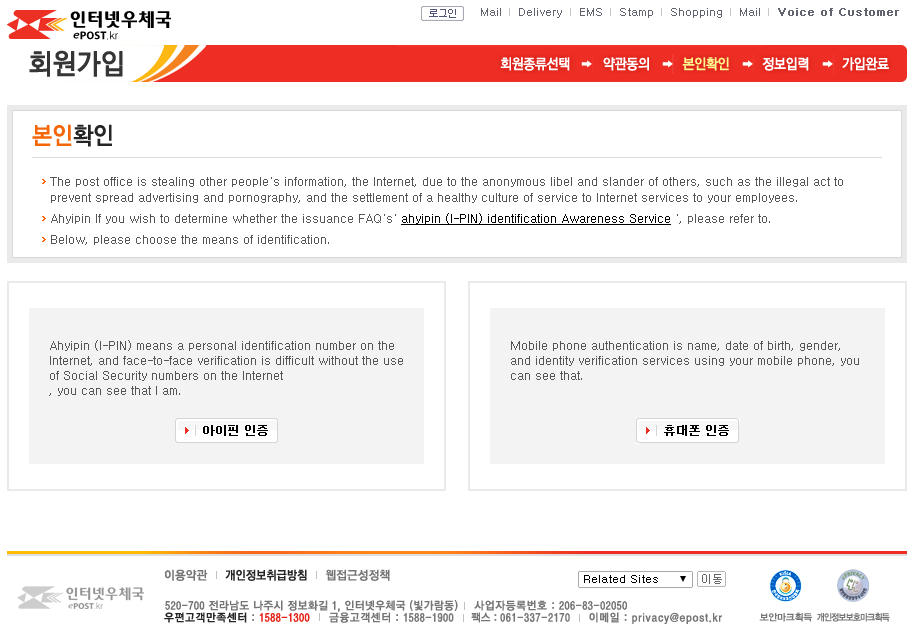 인터넷우체국
ePOST.kr
로그인 Mail Delivery EMS Stamp Shopping Mail Voice of Customer
회원가입
회원종류선택 약관동의 본인확인 정보입력 가입완료
본인확인
The post office is stealing other people's information, the Internet, due to the anonymous libel and slander of others, such as the illegal act to
prevent spread advertising and pornography, and the settlement of a healthy culture of service to Internet services to your employees.
Ahyipin If you wish to determine whether the issuance FAQ's' ahyipin (I-PIN) identification Awareness Service ', please refer to.
Below, please choose the means of identification.
Ahyipin (I-PIN) means a personal identification number on the
Internet, and face-to-face verification is difficult without the use
of Social Security numbers on the Internet
, you can see that I am.
아이핀 인증
Mobile phone authentication is name, date of birth, gender,
and identity verification services using your mobile phone, you
can see that.
휴대폰 인증
이용약관 개인정보취급방침 웹접근성정책
Related Sites 이동
인터넷우체국
ePOST.kr
520-700 전라남도 나주시 정보화길 1, 인터넷우체국 (빛가람동) 사업자등록번호 : 206-83-02050
우편고객만족센터 : 1588-1300 금융고객센터 : 1588-1900 팩스 : 061-337-2170 이메일 : privacy@epost.kr
보안마크획득 개인정보보호마크획득